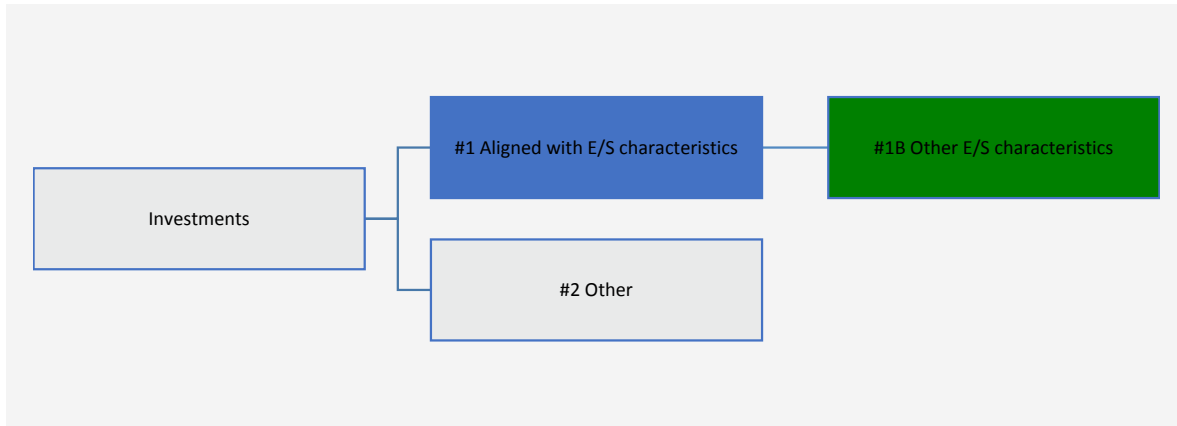 #1 Aligned with E/S characteristics
#1B Other E/S characteristics
Investments
#2 Other